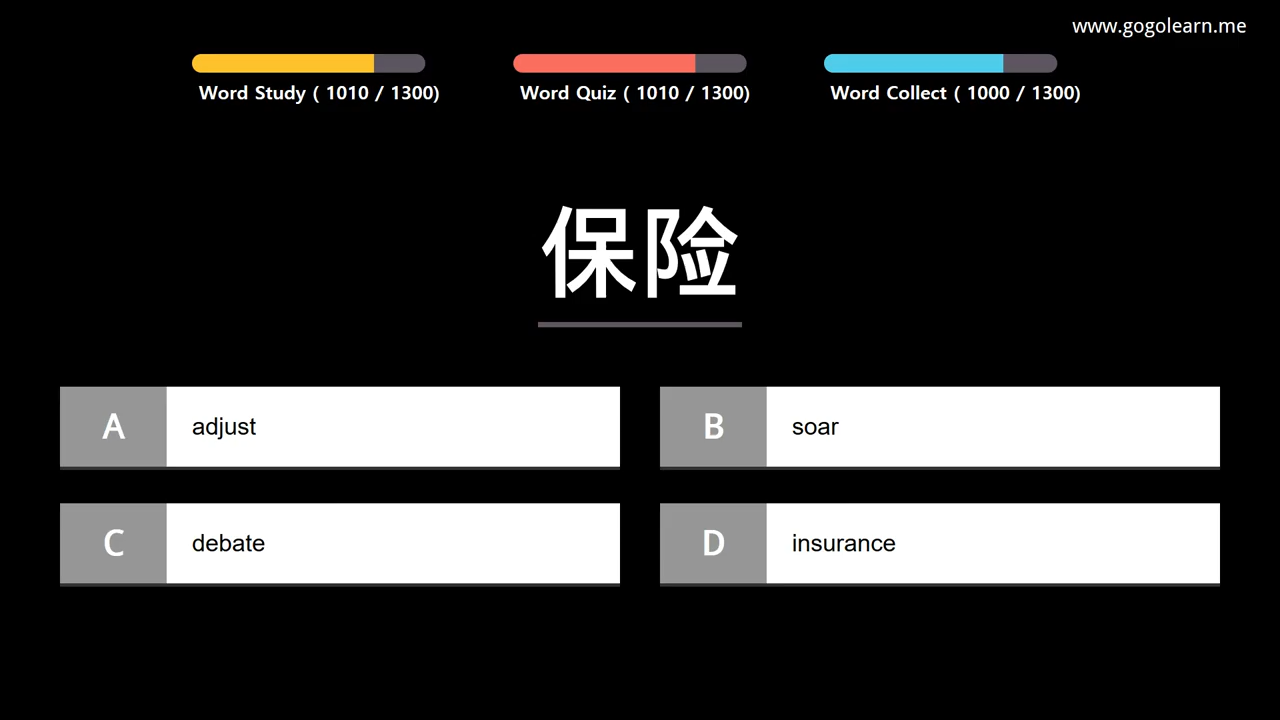 www.gogolearn.me
Word Study ( 1010 / 1300)
Word Quiz ( 1010 / 1300)
Word Collect ( 1000 / 1300)
保险
A adjust
B soar
C debate
D insurance